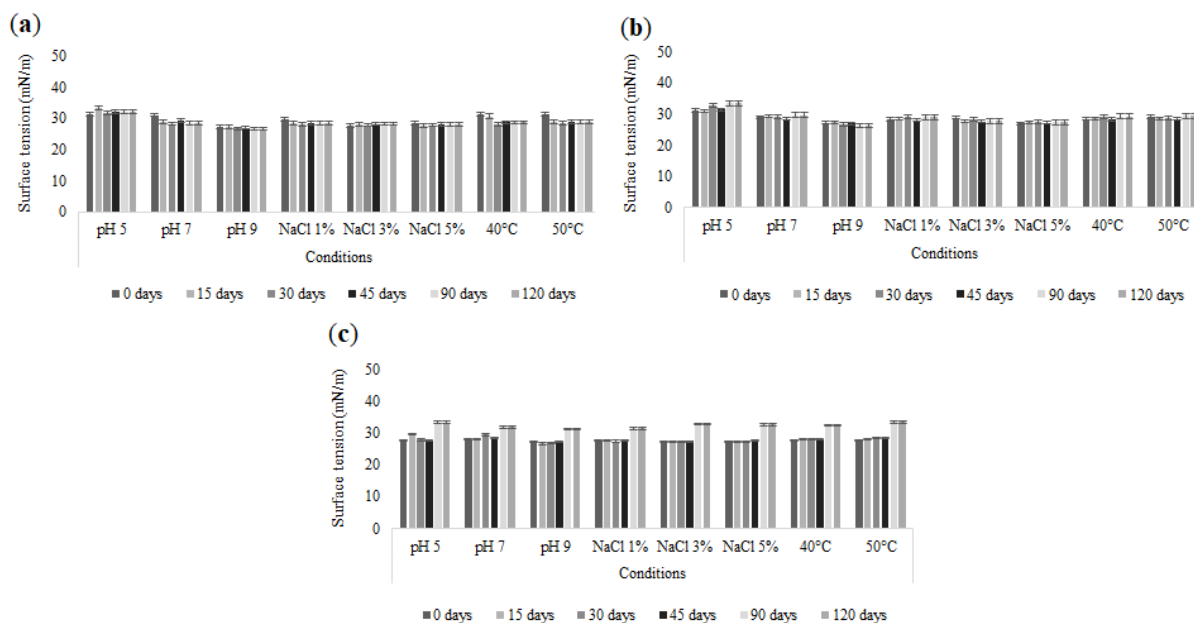 (a)
Surface tension (mN/m)
50
40
30
20
10
0
pH 5 pH 7 pH 9 NaCl 1% NaCl 3% NaCl 5% 40°C 50°C
Conditions
0 days 15 days 30 days 45 days 90 days 120 days
(b)
Surface tension (mN/m)
50
40
30
20
10
0
pH 5 pH 7 pH 9 NaCl 1% NaCl 3% NaCl 5% 40°C 50°C
Conditions
0 days 15 days 30 days 45 days 90 days 120 days
(c)
Surface tension (mN/m)
50
40
30
20
10
0
pH 5 pH 7 pH 9 NaCl 1% NaCl 3% NaCl 5% 40°C 50°C
Conditions
0 days 15 days 30 days 45 days 90 days 120 days